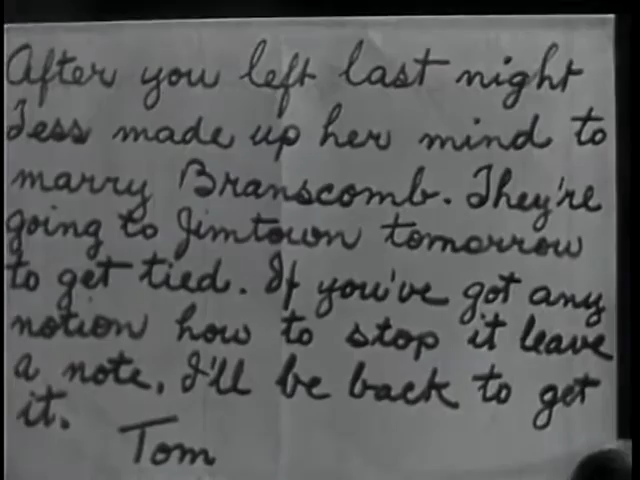 After you left last night
Tess made up her mind to
marry Branscomb. They're
going to Jimtown tomorrow
to get tied. If you've got any
notion how to stop it leave
a note. I'll be back to get
it.
Tom